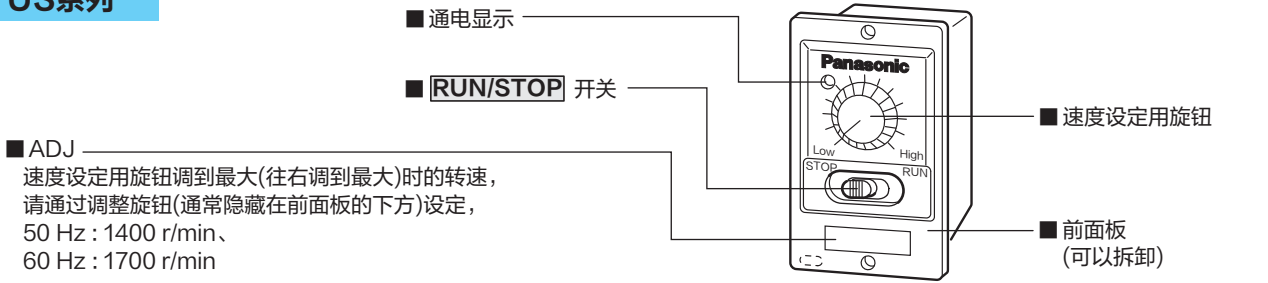 US系列
■ 通电显示
■ RUN/STOP 开关
■ ADJ
速度设定用旋钮调到最大(往右调到最大)时的转速，
请通过调整旋钮(通常隐藏在前面板的下方)设定，
50 Hz : 1400 r/min、
60 Hz : 1700 r/min
Panasonic
Low
High
STOP
RUN
■ 速度设定用旋钮
■ 前面板
(可以拆卸)